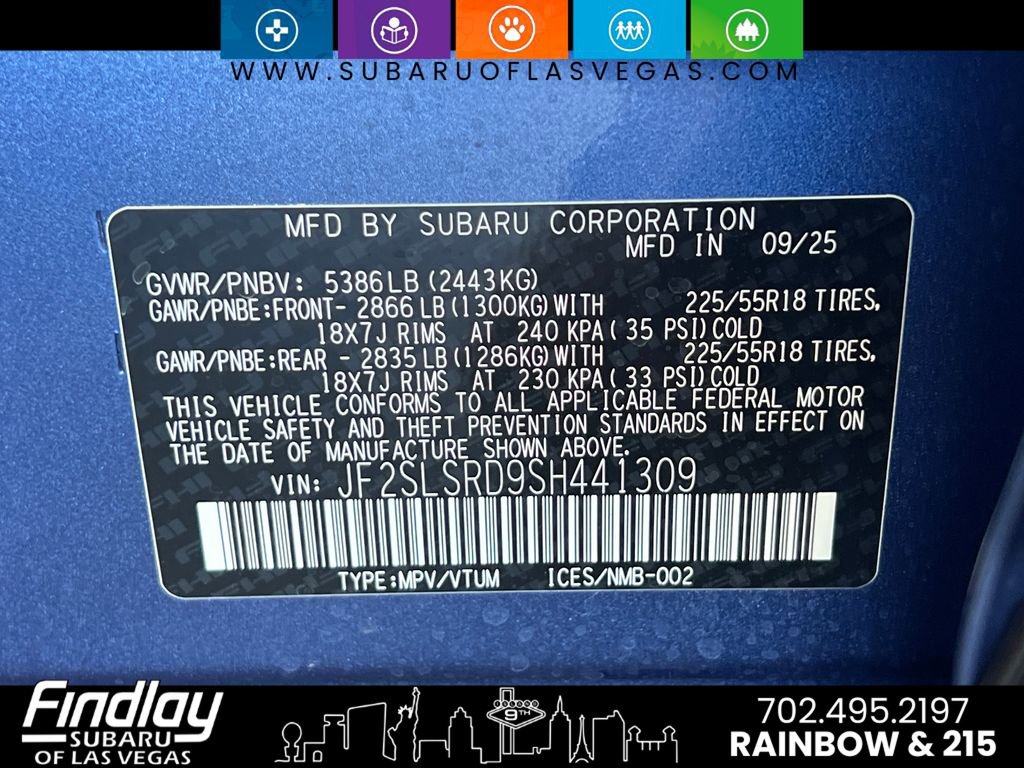 WWW.SUBARUOFLASVEGAS.COM
MFD BY SUBARU CORPORATION
MFD IN 09/25
GVWR/PNBV: 5386 LB (2443KG)
GAWR/PNBE:FRONT- 2866 LB (1300KG) WITH 225/55R18 TIRES,
18X7J RIMS AT 240 KPA ( 35 PSI) COLD
GAWR/PNBE:REAR - 2835 LB (1286KG) WITH 225/55R18 TIRES,
18X7J RIMS AT 230 KPA ( 33 PSI) COLD
THIS VEHICLE CONFORMS TO ALL APPLICABLE FEDERAL MOTOR
VEHICLE SAFETY AND THEFT PREVENTION STANDARDS IN EFFECT ON
THE DATE OF MANUFACTURE SHOWN ABOVE.
VIN: JF2SLSRD9SH441309
TYPE:MPV/VTUM ICES/NMB-002
Findlay
SUBARU
OF LAS VEGAS
9TH
702.495.2197
RAINBOW & 215